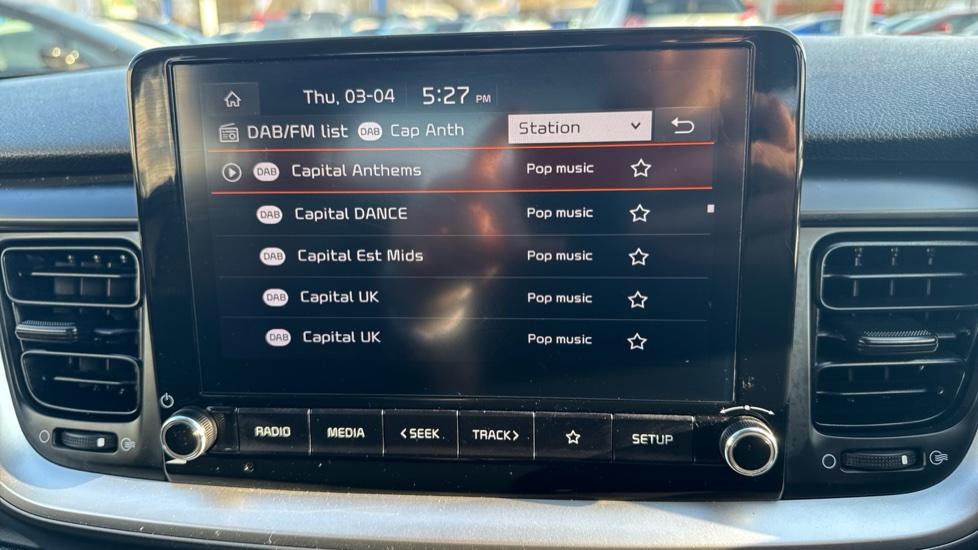 Thu, 03-04 5:27 PM
DAB/FM list DAB Cap Anth Station
DAB Capital Anthems Pop music
DAB Capital DANCE Pop music
DAB Capital Est Mids Pop music
DAB Capital UK Pop music
DAB Capital UK Pop music
RADIO MEDIA <SEEK TRACK> SETUP